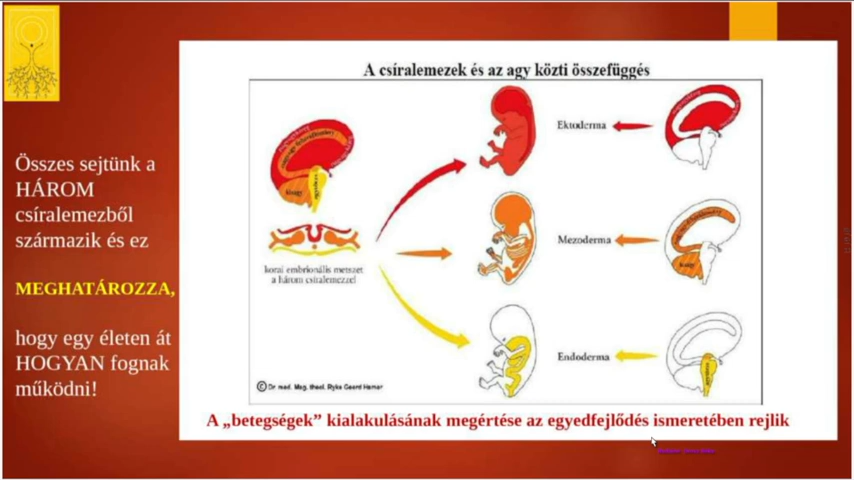 A csíralemezek és az agy közti összefüggés
Összes sejtünk a
HÁROM
csíralemezből
származik és ez
MEGHATÁROZZA,
hogy egy életen át
HOGYAN fognak
működni!
Ektoderma
Mezoderma
Endoderma
kisagy
korai embrionális metszet
a három csíralemezzel
kisagy
© Dr. med. Mag. theol. Ryke Geerd Hamer
A „betegségek” kialakulásának megértése az egyedfejlődés ismeretében rejlik